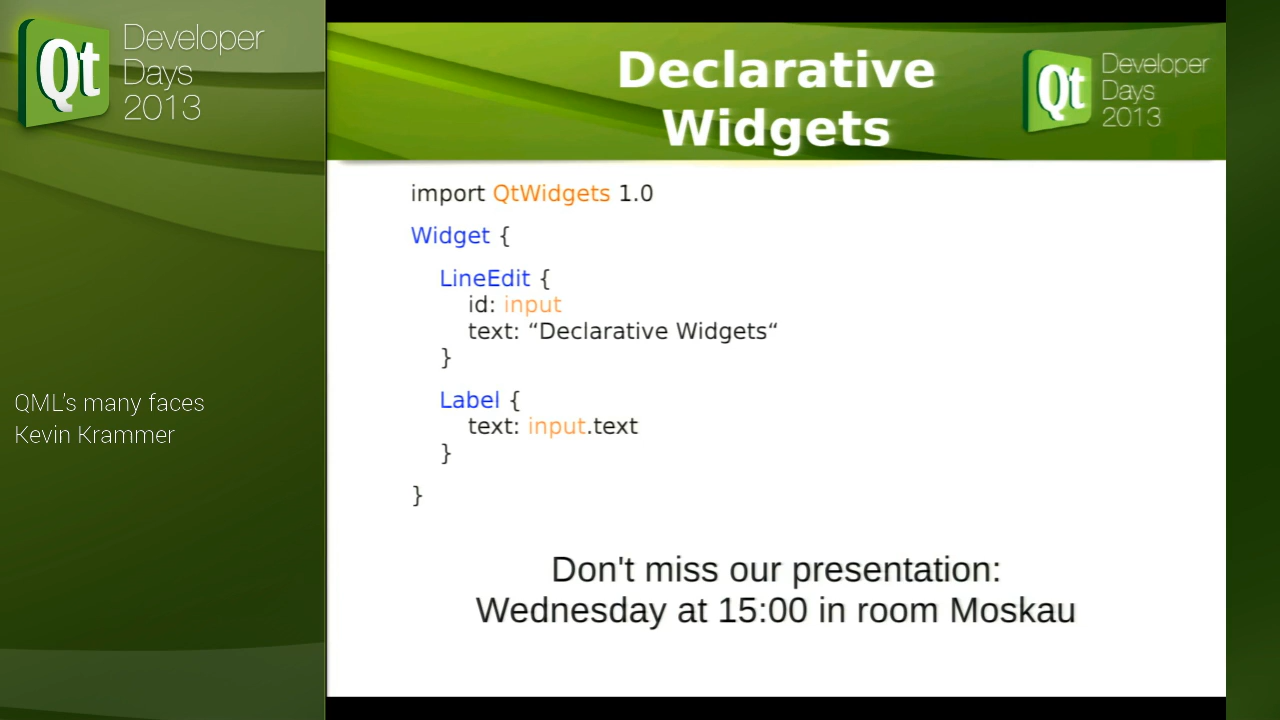 Qt Developer
Days
2013
QML's many faces
Kevin Krammer
Declarative
Widgets
Qt Developer
Days
2013
import QtWidgets 1.0
Widget {
LineEdit {
id: input
text: “Declarative Widgets“
}
Label {
text: input.text
}
}
Don't miss our presentation:
Wednesday at 15:00 in room Moskau